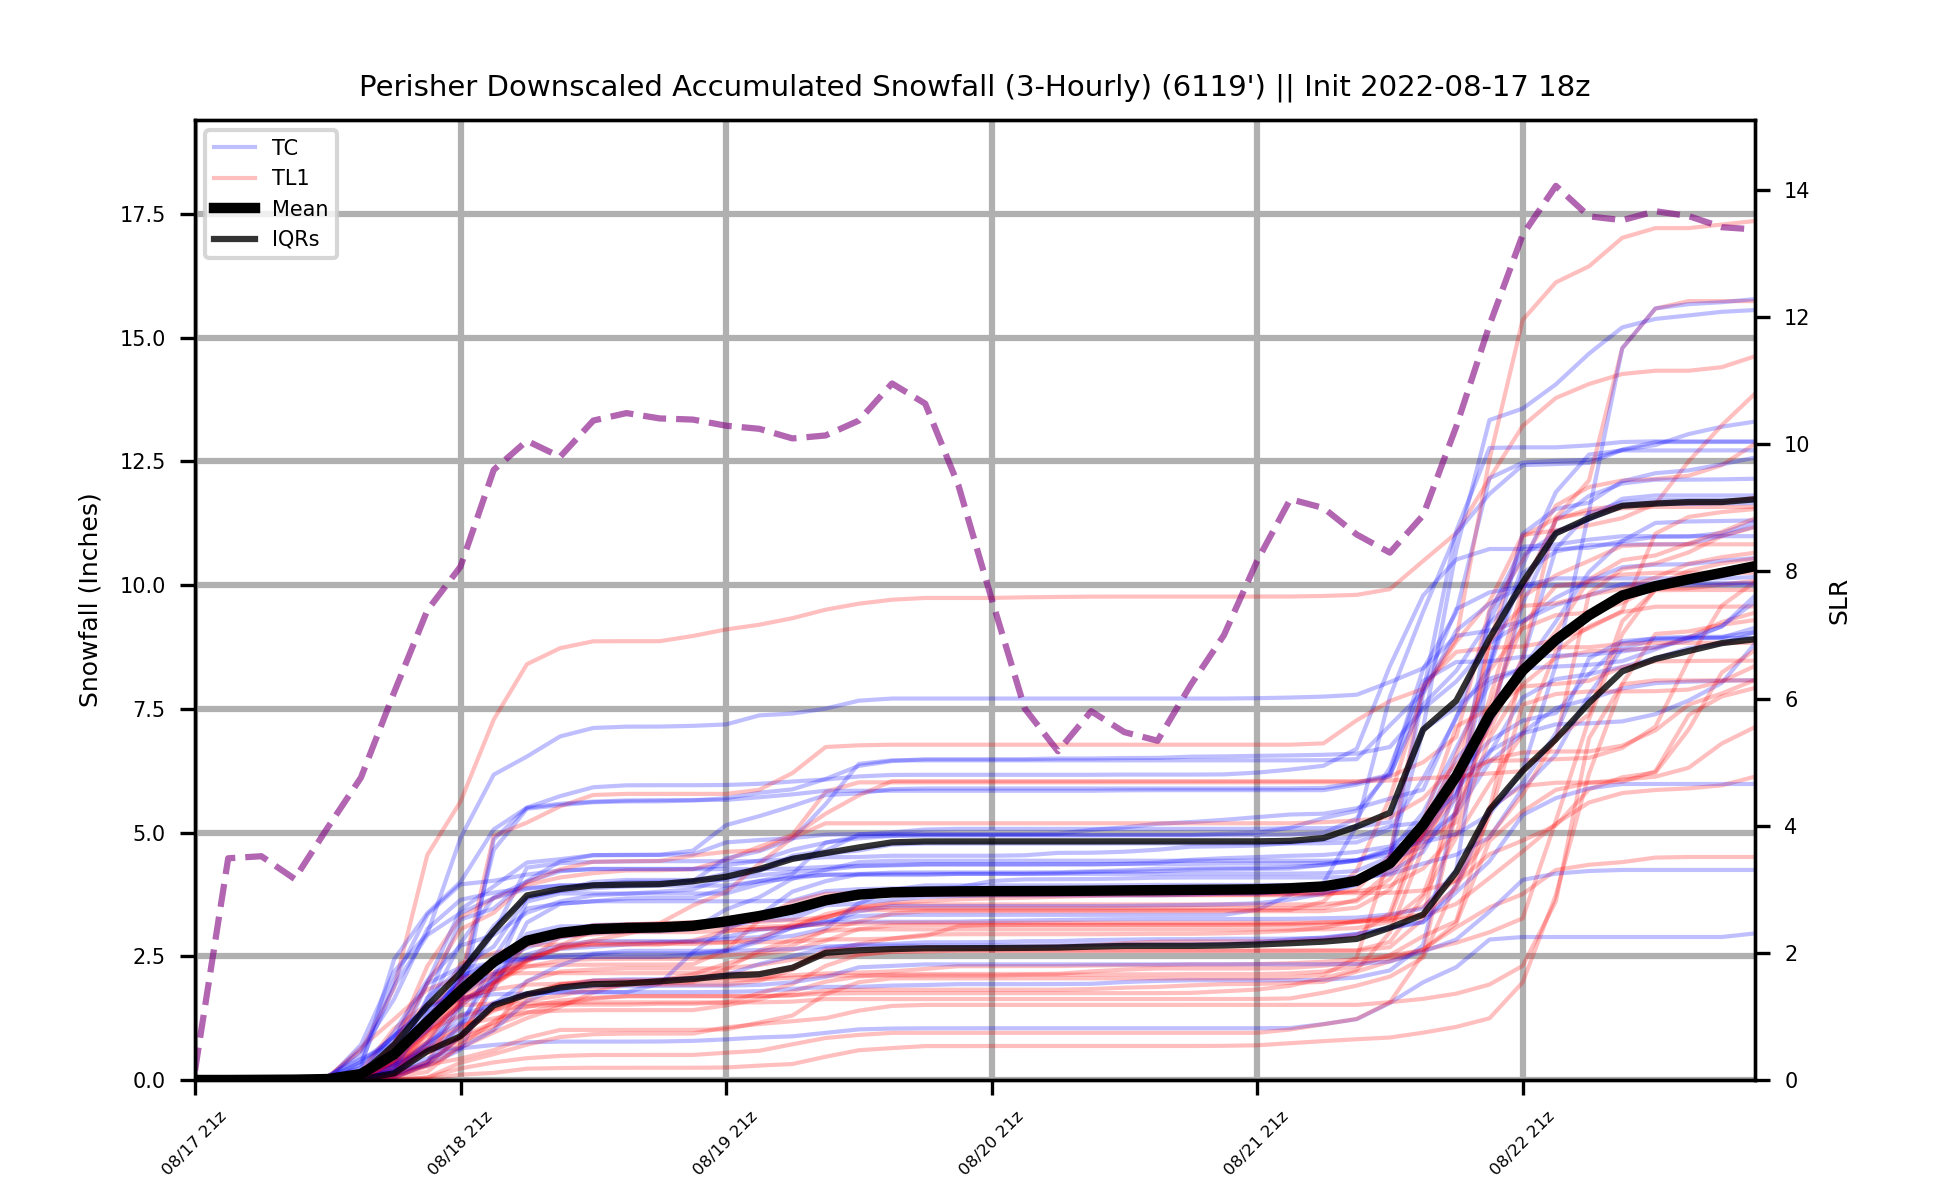 Perisher Downscaled Accumulated Snowfall (3-Hourly) (6119') || Init 2022-08-17 18z
TC
TL1
Mean
IQRs
Snowfall (Inches)
17.5
15.0
12.5
10.0
7.5
5.0
2.5
0.0
14
12
10
8
6
4
2
0
SLR
08/17 21z
08/18 21z
08/19 21z
08/20 21z
08/21 21z
08/22 21z